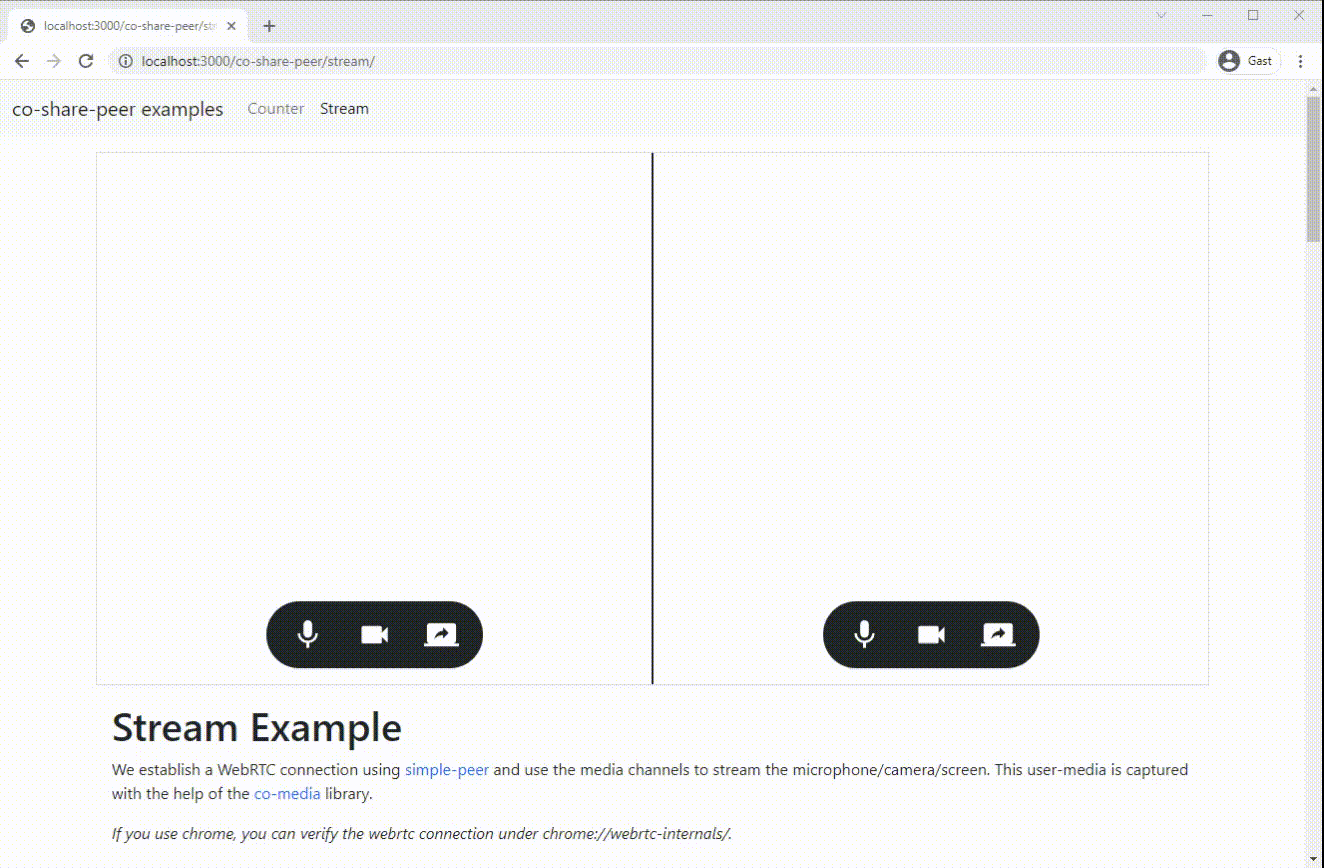 localhost:3000/co-share-peer/str
localhost:3000/co-share-peer/stream/
Gast
co-share-peer examples Counter Stream
Stream Example
We establish a WebRTC connection using simple-peer and use the media channels to stream the microphone/camera/screen. This user-media is captured
with the help of the co-media library.
If you use chrome, you can verify the webrtc connection under chrome://webrtc-internals/.